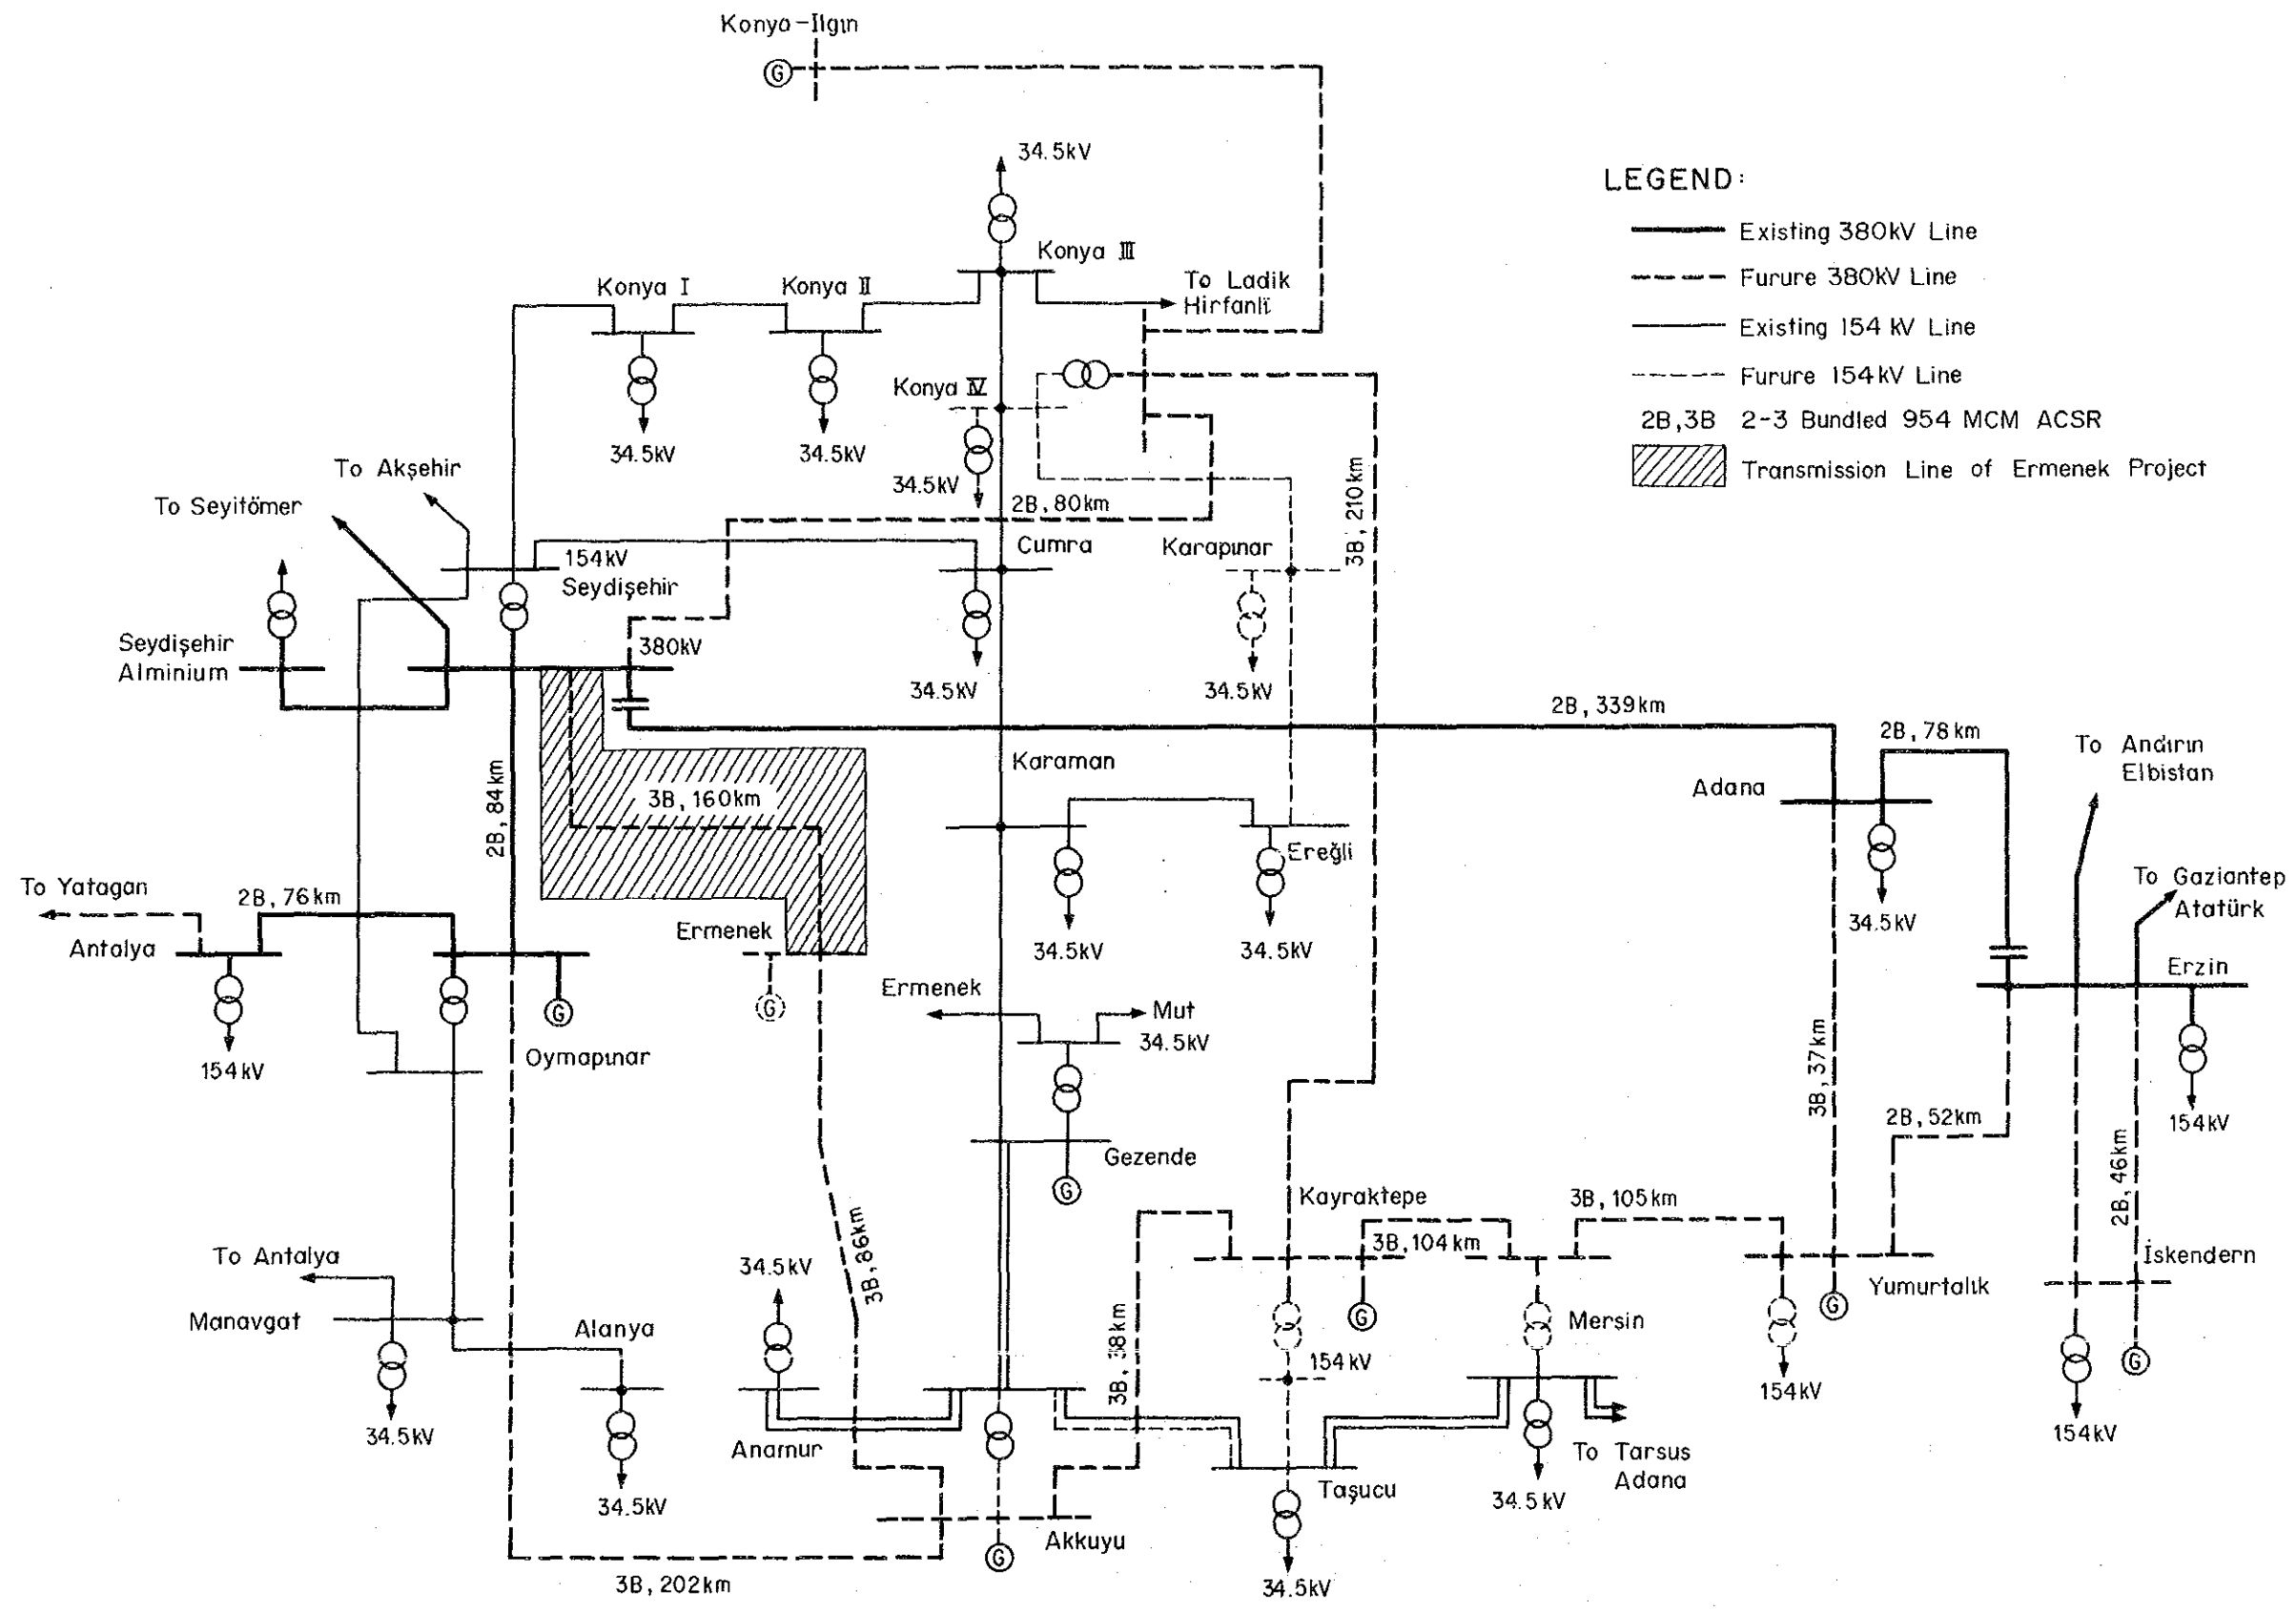 Konya-Ilgın
G
34.5kV
LEGEND:
Existing 380kV Line
Furure 380kV Line
Existing 154 kV Line
Furure 154kV Line
2B,3B 2-3 Bundled 954 MCM ACSR
Transmission Line of Ermenek Project
Konya III
To Ladik
Hirfanlı
Konya I
Konya II
34.5kV
34.5kV
Konya IV
34.5kV
To Akşehir
To Seyitömer
2B, 80km
3B, 210km
154kV
Seydişehir
Cumra
Karapınar
Seydişehir
Alminium
380kV
34.5kV
34.5kV
2B, 339km
2B, 78km
To Andırın
Elbistan
2B, 84km
3B, 160km
Karaman
Adana
Ereğli
34.5kV
34.5kV
34.5kV
To Yatagan
2B, 76km
Antalya
Ermenek
G
G
To Gaziantep
Atatürk
Erzin
154kV
Oymapınar
Ermenek
Mut
34.5kV
3B, 37km
2B, 52km
154kV
Gezende
G
2B, 46km
3B, 86km
Kayraktepe
3B, 104km
3B, 105km
To Antalya
Manavgat
34.5kV
Alanya
34.5kV
34.5kV
3B, 38km
154kV
G
Mersin
154kV
G
Yumurtalık
İskendern
G
154kV
Anamur
Taşucu
34.5kV
34.5kV
To Tarsus
Adana
Akkuyu
G
3B, 202km